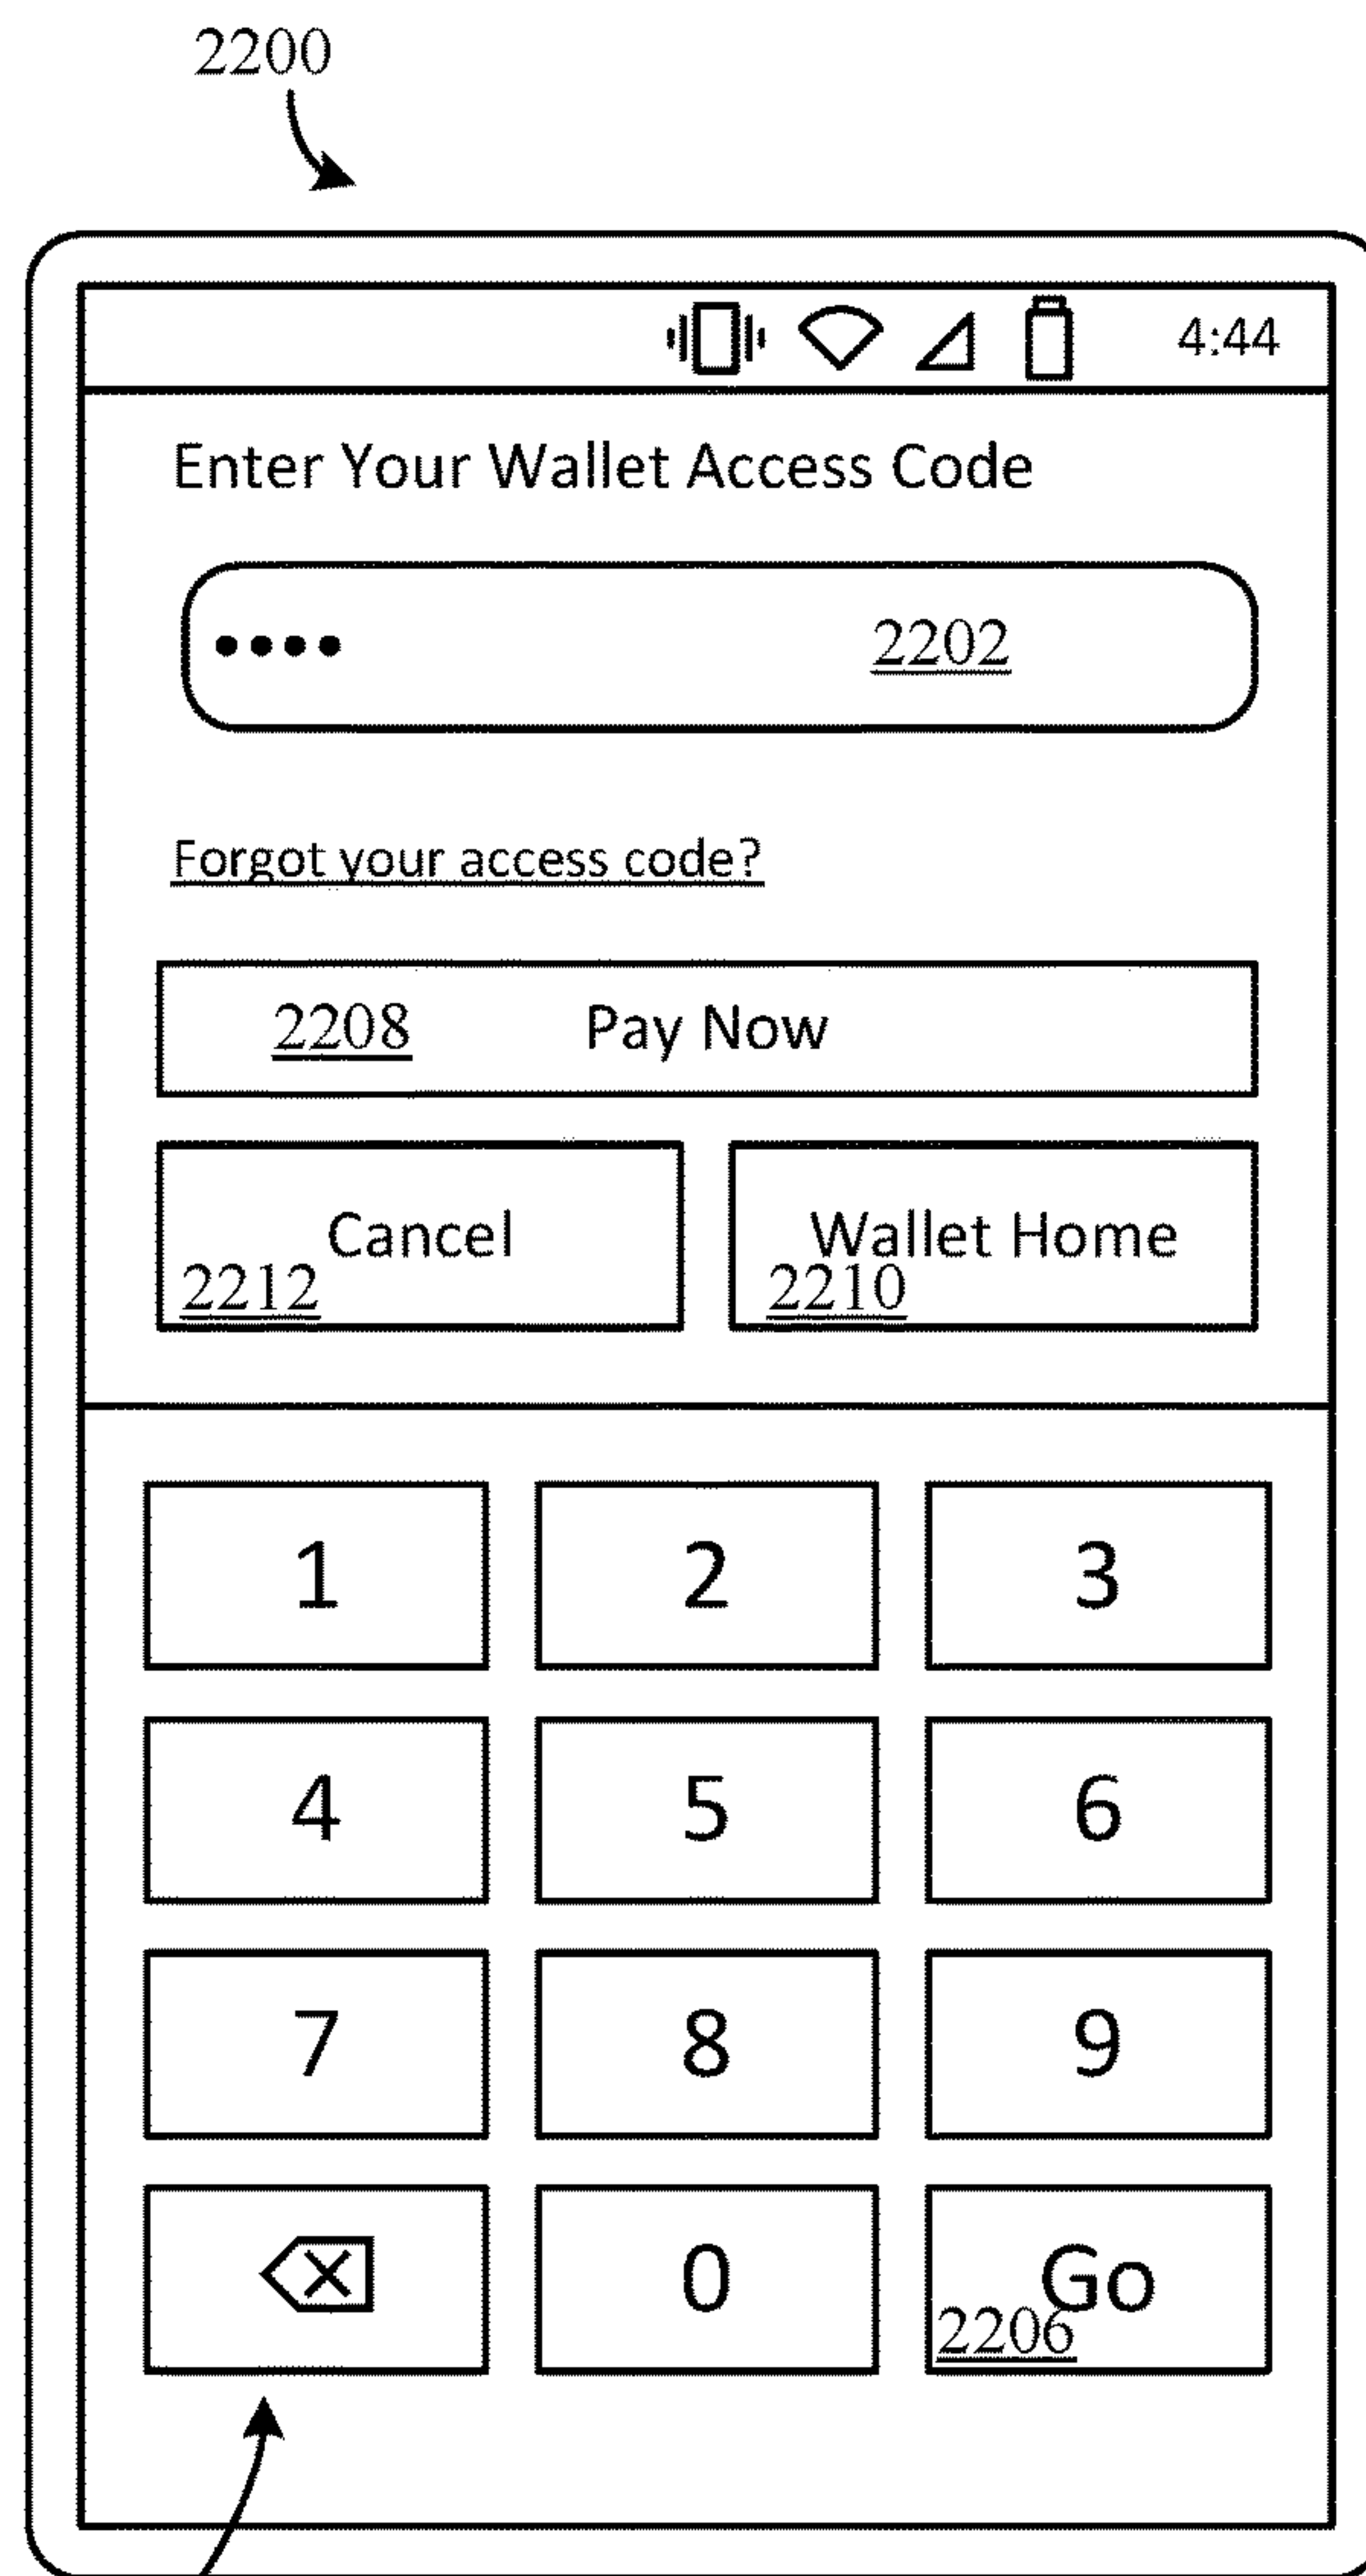 2200
4:44
Enter Your Wallet Access Code
•••• 2202
Forgot your access code?
2208 Pay Now
Cancel Wallet Home
2212 2210
1 2 3
4 5 6
7 8 9
0 Go
2206